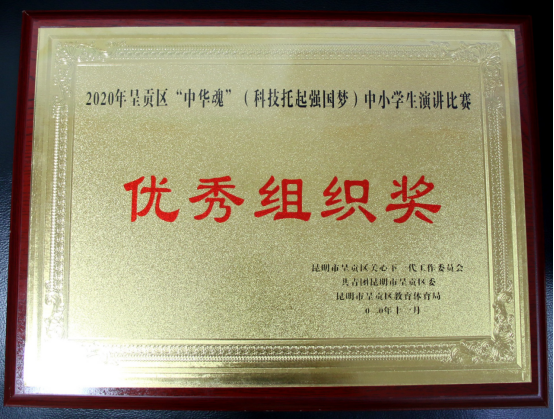 2020年呈贡区“中华魂”（科技托起强国梦）中小学生演讲比赛
优秀组织奖
昆明市呈贡区关心下一代工作委员会
共青团昆明市呈贡区委
昆明市呈贡区教育体育局
年十一月